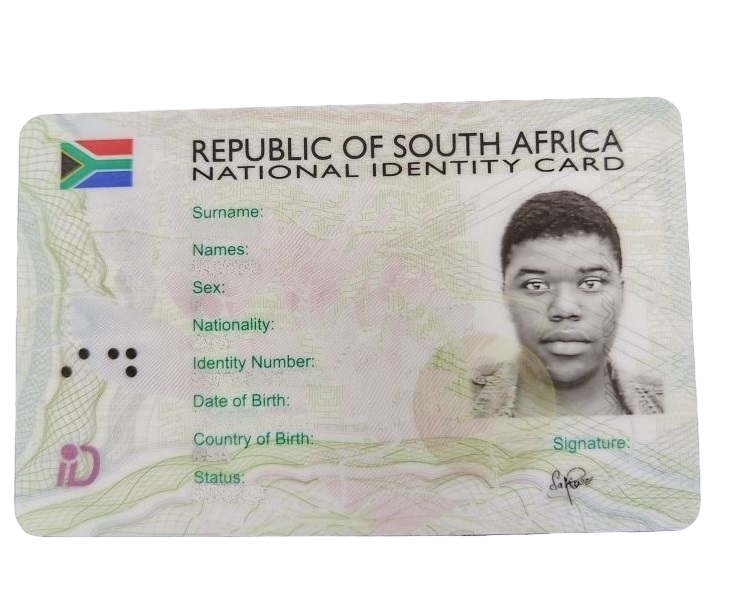 REPUBLIC OF SOUTH AFRICA
NATIONAL IDENTITY CARD
Surname:
Names:
Sex:
Nationality:
Identity Number:
Date of Birth:
Country of Birth:
Status:
Signature:
iD